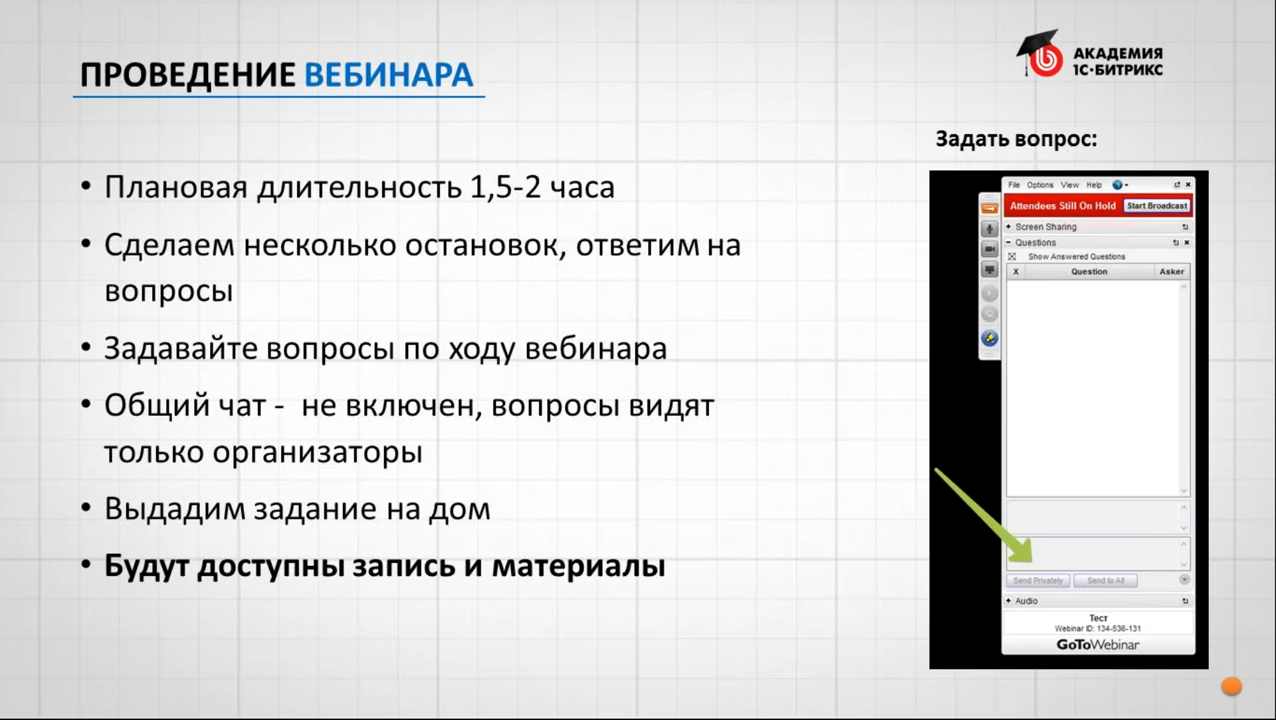 ПРОВЕДЕНИЕ ВЕБИНАРА
АКАДЕМИЯ
1С-БИТРИКС
• Плановая длительность 1,5-2 часа
• Сделаем несколько остановок, ответим на
вопросы
• Задавайте вопросы по ходу вебинара
• Общий чат -  не включен, вопросы видят
только организаторы
• Выдадим задание на дом
• Будут доступны запись и материалы
Задать вопрос:
File Options View Help
Attendees Still On Hold Start Broadcast
Screen Sharing
Questions
Show Answered Questions
X Question Asker
Send Privately Send to All
Audio
Тест
Webinar ID: 134-536-131
GoToWebinar